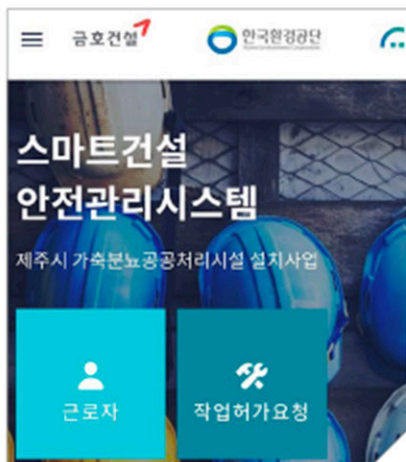 금호건설
한국환경공단
스마트건설
안전관리시스템
제주시 가축분뇨공공처리시설 설치사업
근로자
작업허가요청